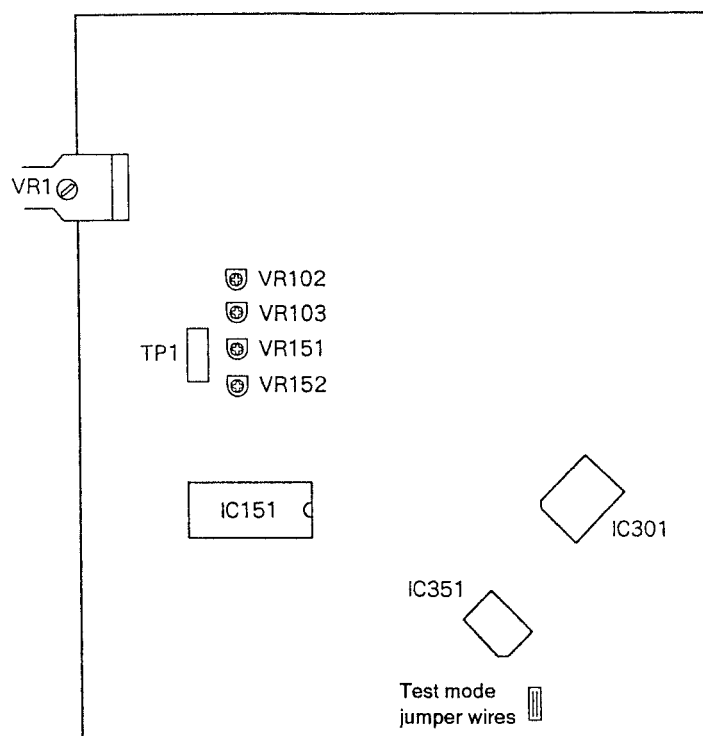 VR1
VR102
VR103
TP1
VR151
VR152
IC151
IC301
IC351
Test mode
jumper wires